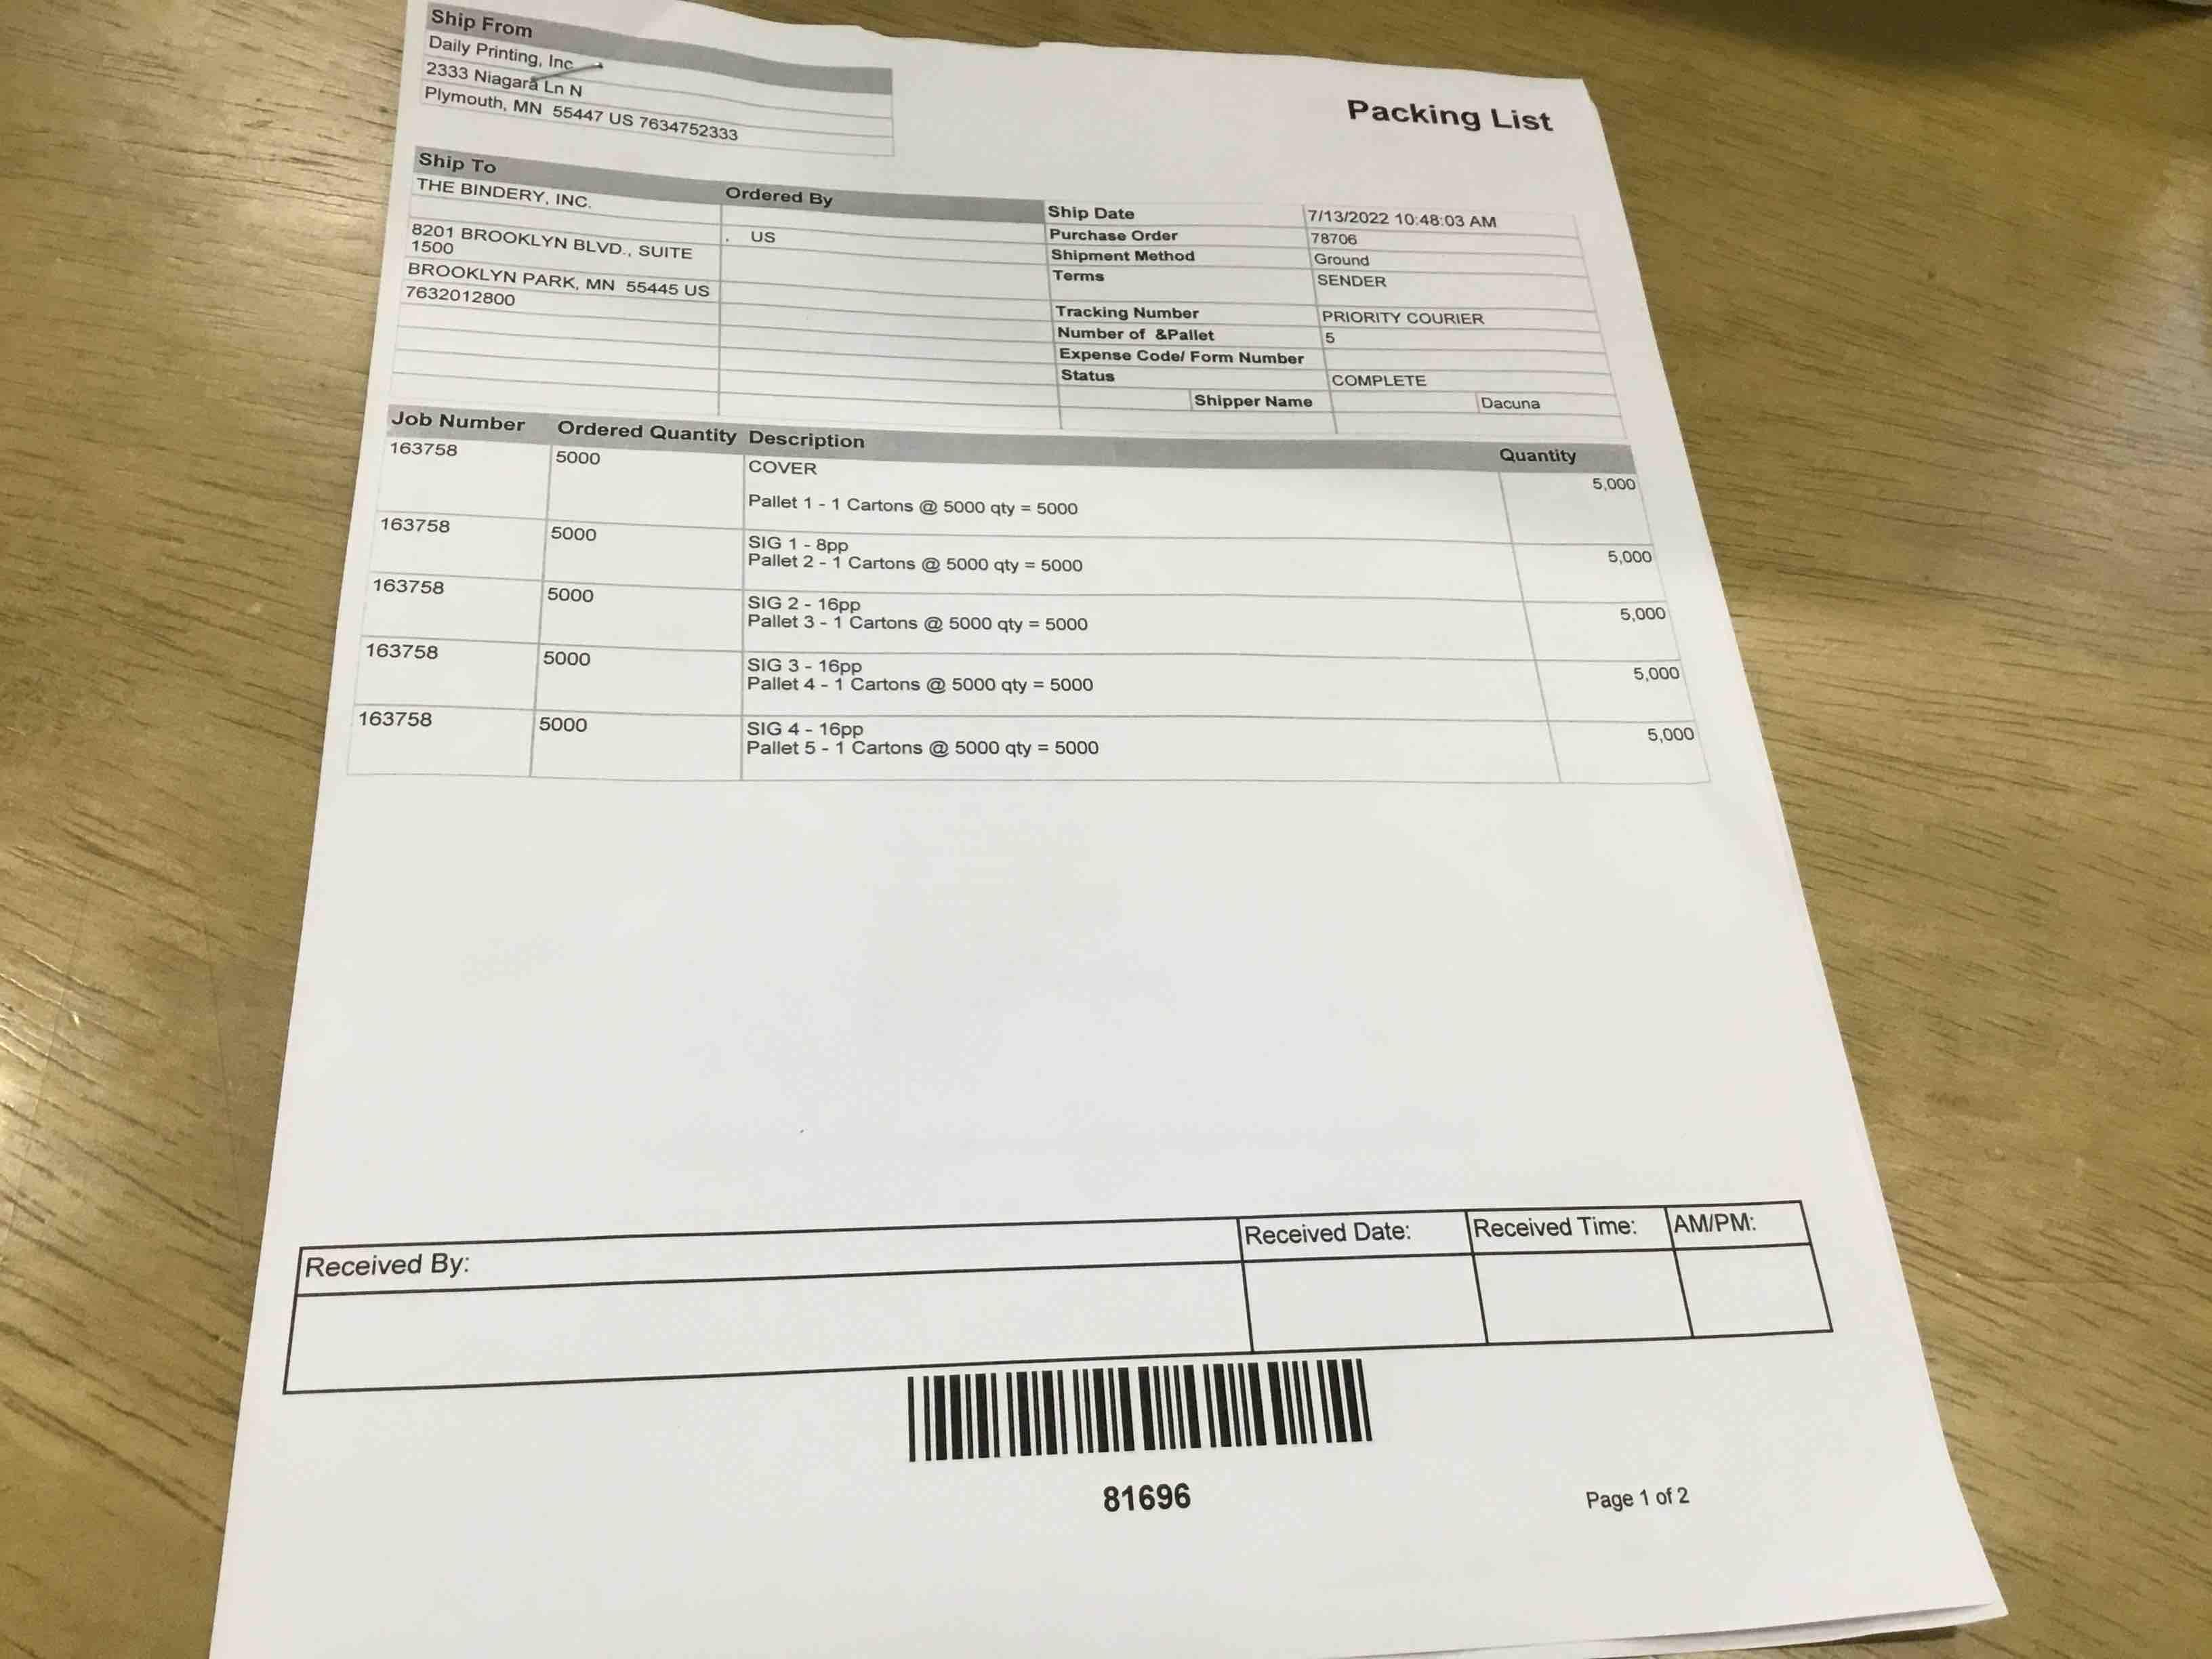 Ship From
Daily Printing, Inc
2333 Niagara Ln N
Plymouth, MN 55447 US 7634752333
Packing List
Ship To
Ordered By
THE BINDERY, INC.
8201 BROOKLYN BLVD., SUITE
1500
BROOKLYN PARK, MN 55445 US
7632012800
, US
Ship Date 7/13/2022 10:48:03 AM
Purchase Order 78706
Shipment Method Ground
Terms SENDER
Tracking Number PRIORITY COURIER
Number of &Pallet 5
Expense Code/ Form Number
Status COMPLETE
Shipper Name Dacuna
Job Number Ordered Quantity Description Quantity
163758 5000 COVER 5,000
Pallet 1 - 1 Cartons @ 5000 qty = 5000
163758 5000 SIG 1 - 8pp 5,000
Pallet 2 - 1 Cartons @ 5000 qty = 5000
163758 5000 SIG 2 - 16pp 5,000
Pallet 3 - 1 Cartons @ 5000 qty = 5000
163758 5000 SIG 3 - 16pp 5,000
Pallet 4 - 1 Cartons @ 5000 qty = 5000
163758 5000 SIG 4 - 16pp 5,000
Pallet 5 - 1 Cartons @ 5000 qty = 5000
Received By: Received Date: Received Time: AM/PM:
81696
Page 1 of 2